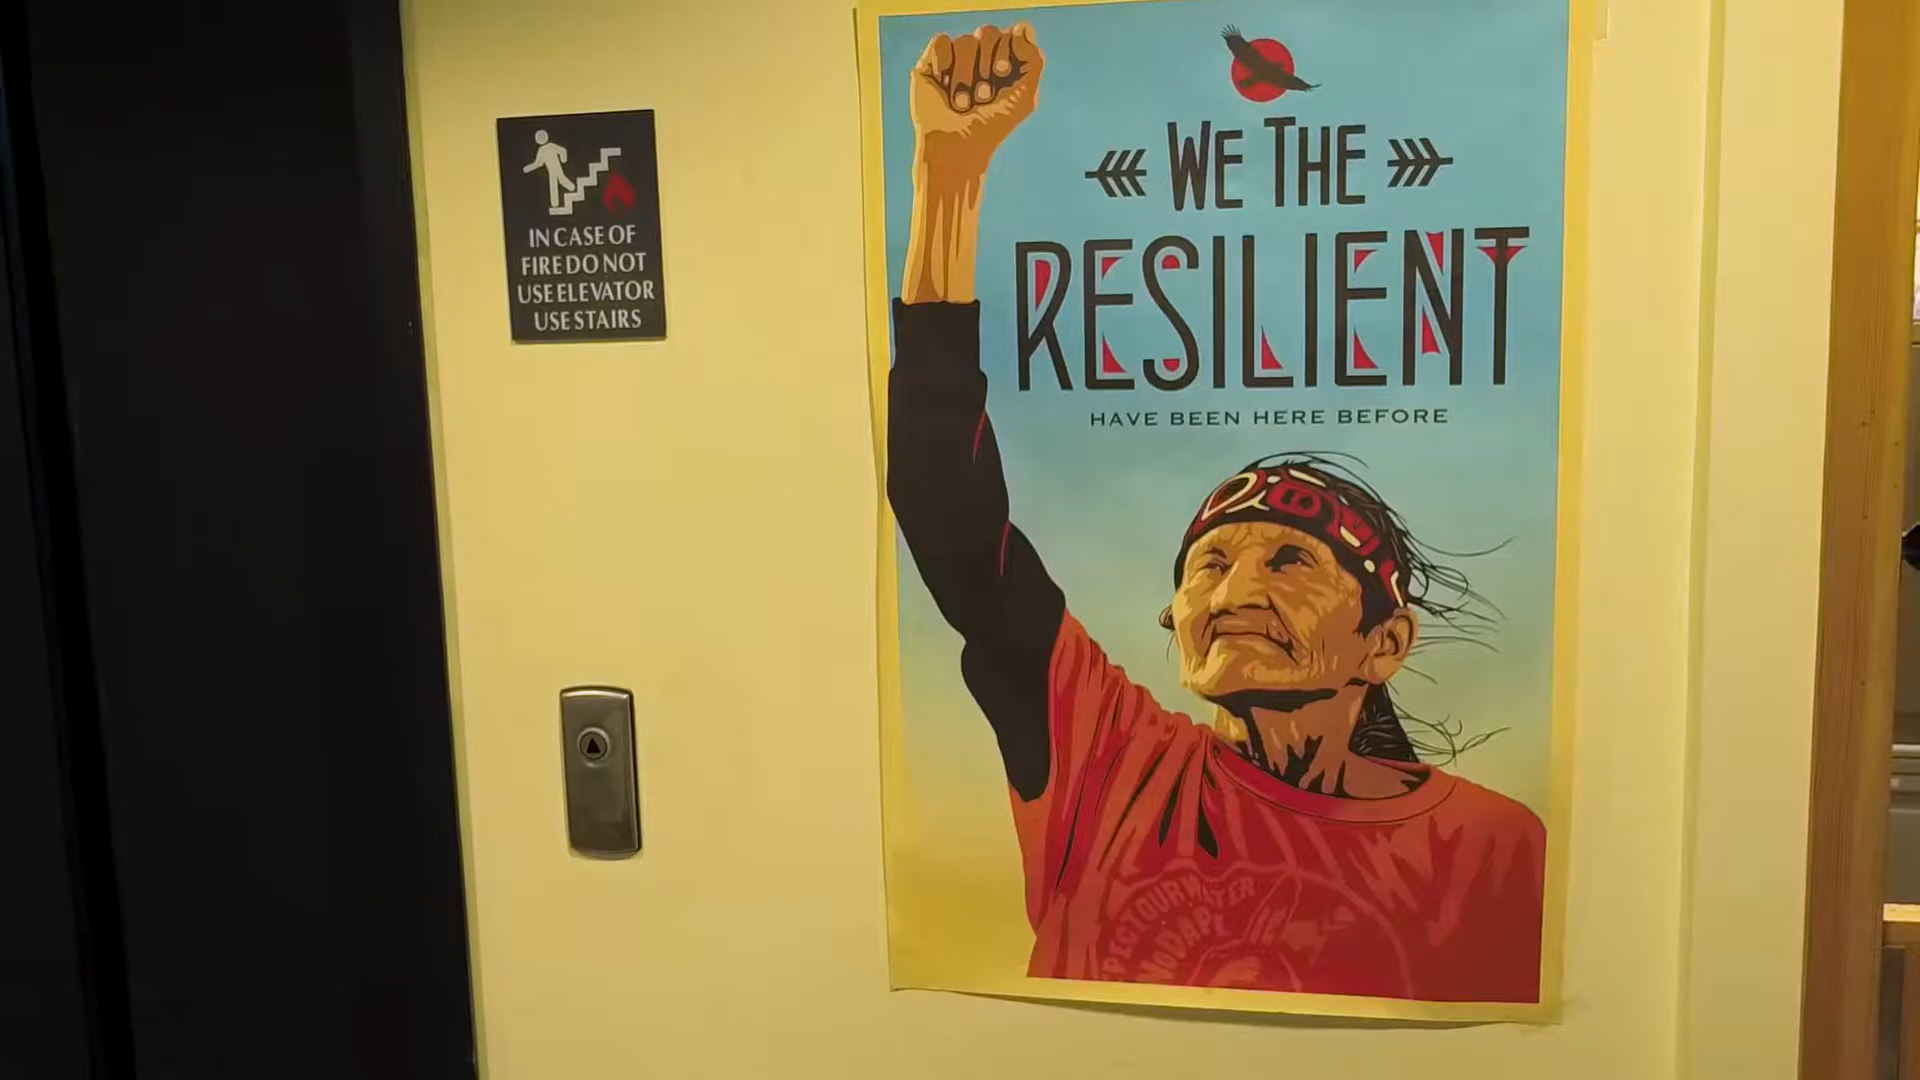 IN CASE OF
FIRE DO NOT
USE ELEVATOR
USE STAIRS
WE THE
RESILIENT
HAVE BEEN HERE BEFORE